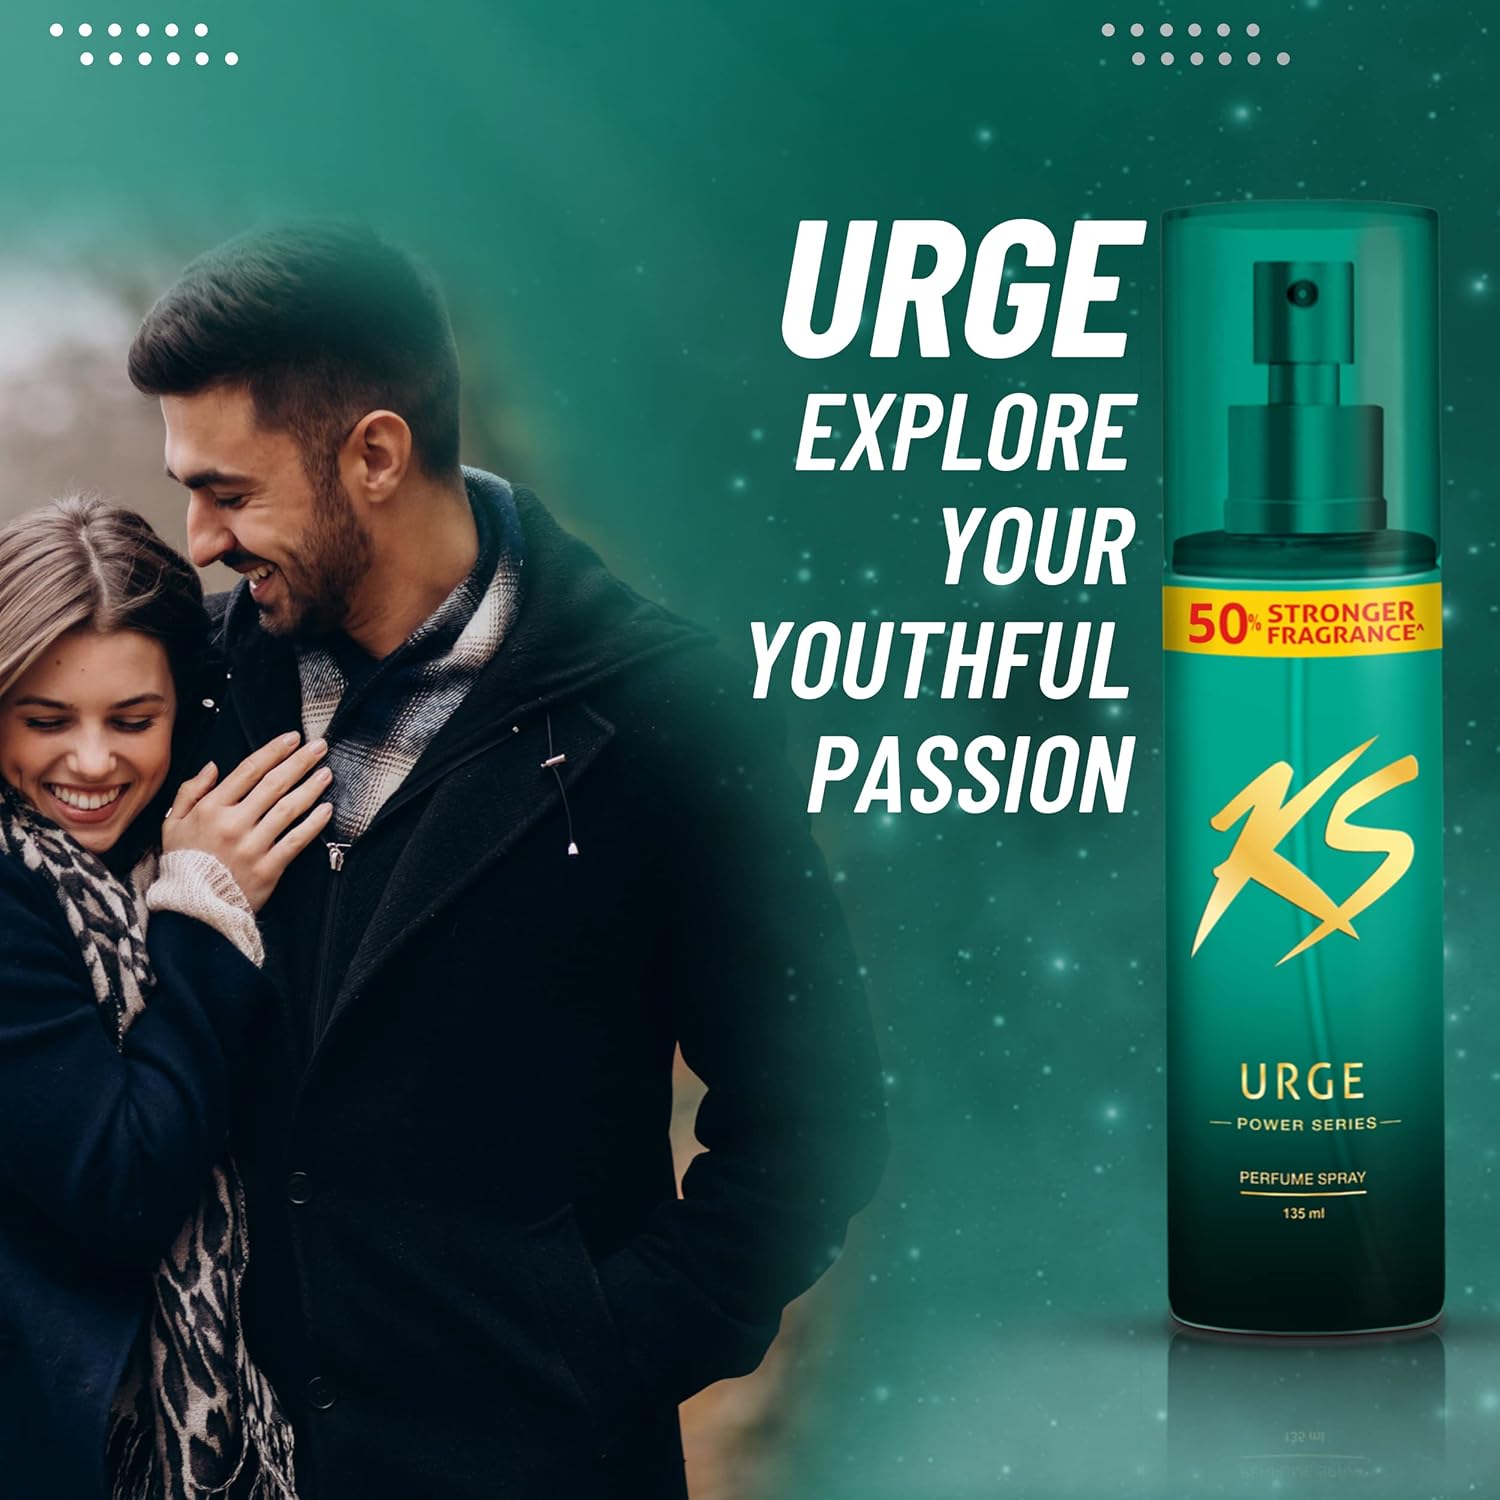 URGE
EXPLORE
YOUR
YOUTHFUL
PASSION
50% STRONGER
FRAGRANCE^
KS
URGE
POWER SERIES
PERFUME SPRAY
135 ml